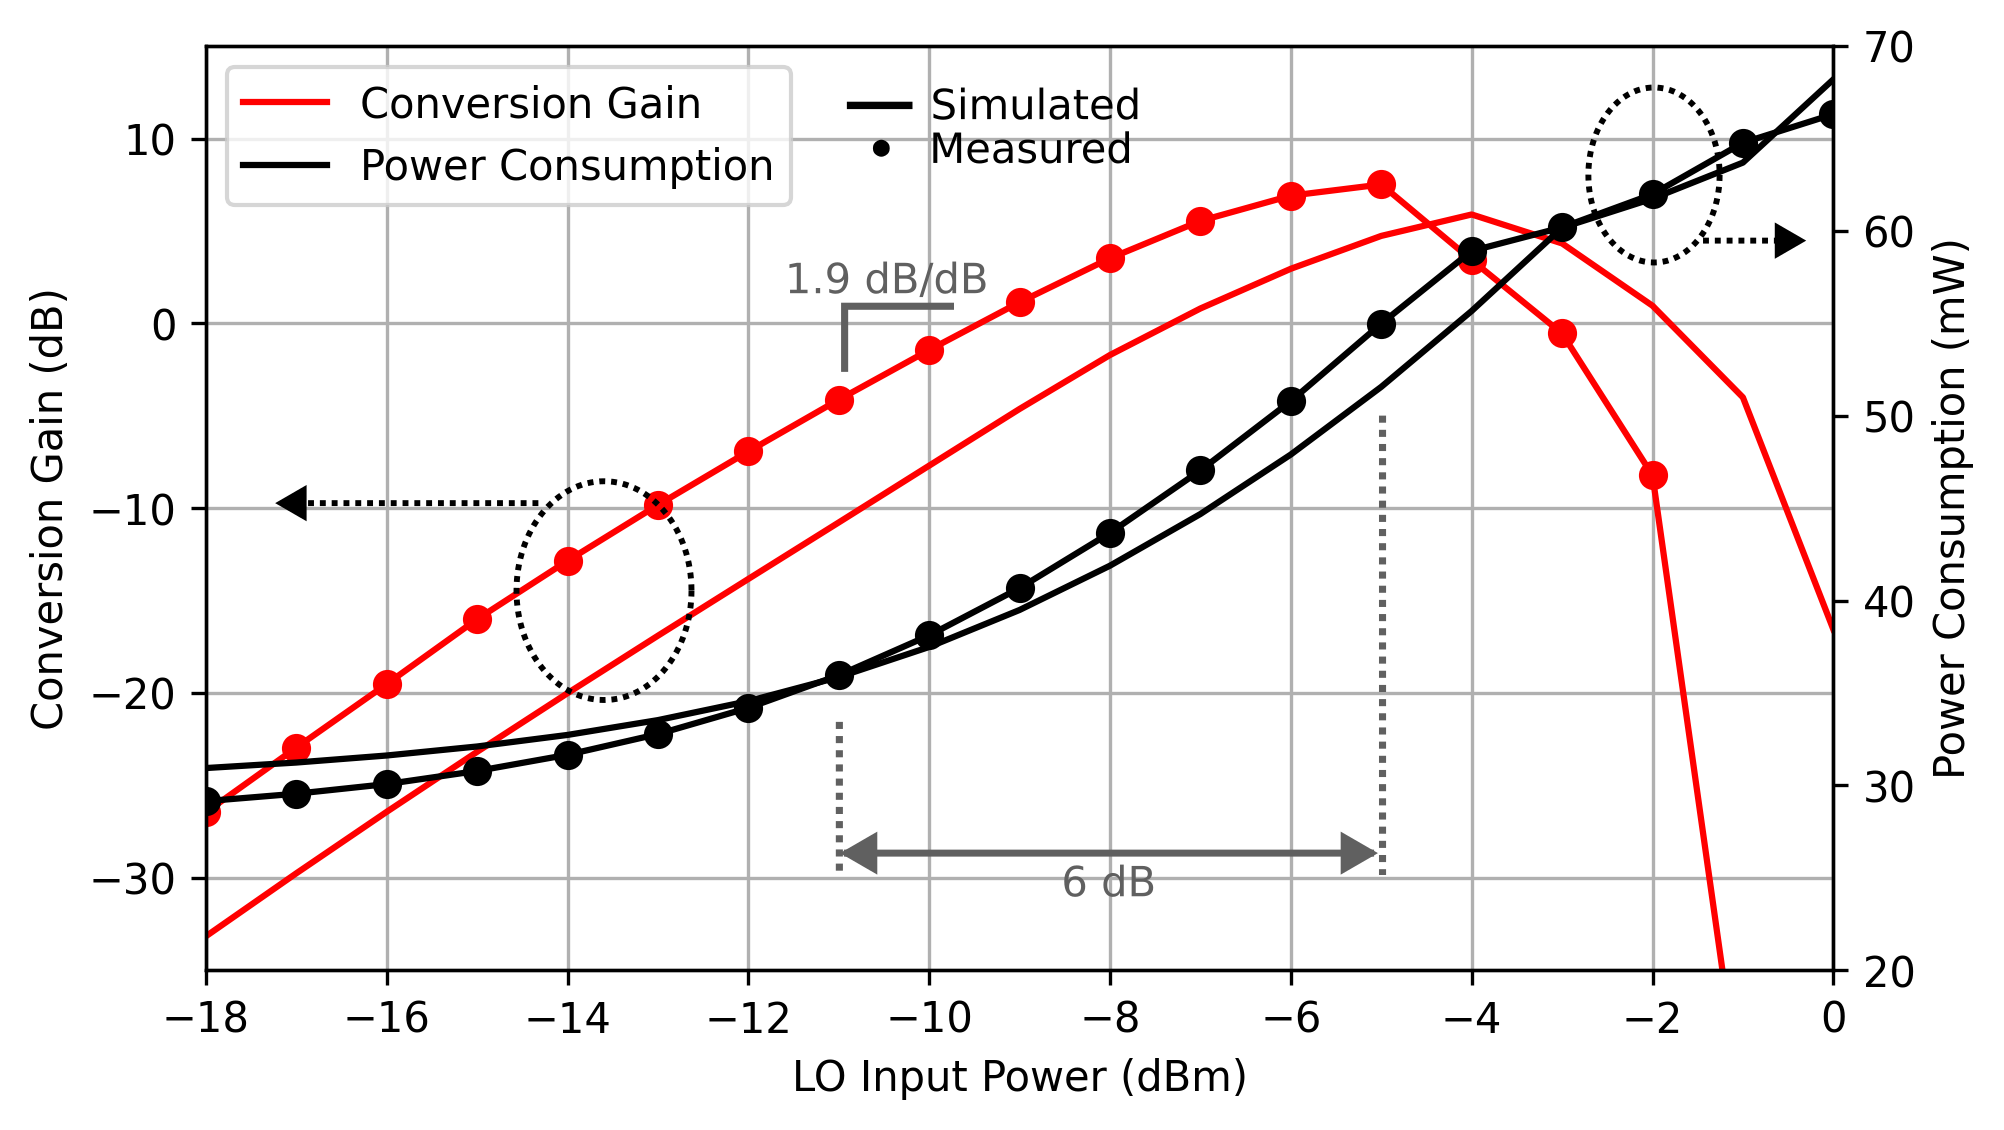 Conversion Gain
Power Consumption
Simulated
Measured
1.9 dB/dB
6 dB
10
0
−10
−20
−30
Conversion Gain (dB)
70
60
50
40
30
20
Power Consumption (mW)
−18 −16 −14 −12 −10 −8 −6 −4 −2 0
LO Input Power (dBm)